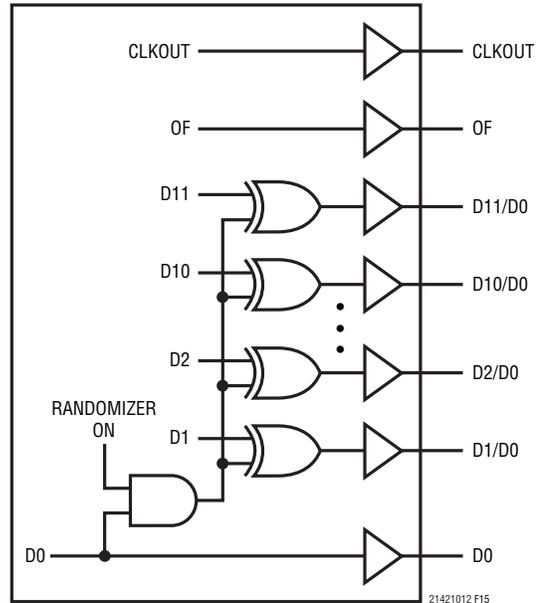 CLKOUT CLKOUT
OF OF
D11 D11/D0
D10 D10/D0
D2 D2/D0
RANDOMIZER
ON
D1 D1/D0
D0 D0
21421012 F15